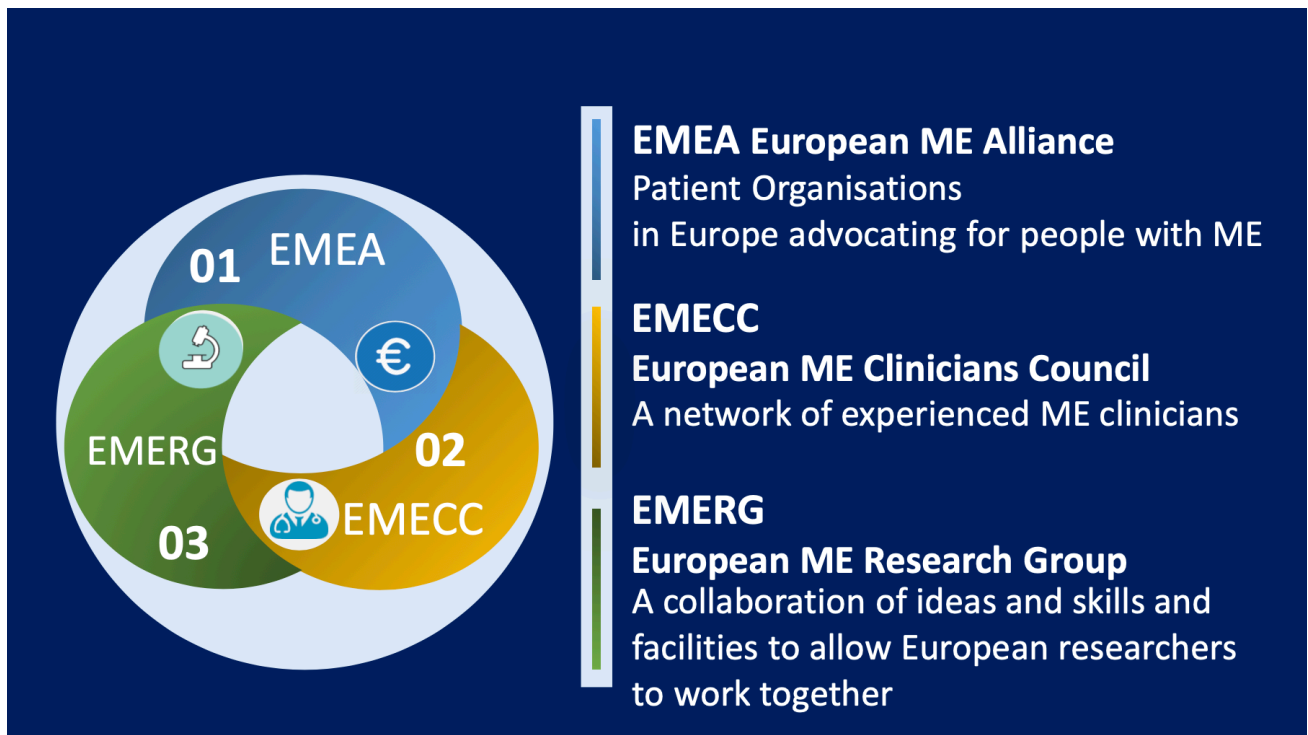 01 EMEA
€
EMERG
02
EMECC
03
EMEA European ME Alliance
Patient Organisations
in Europe advocating for people with ME
EMECC
European ME Clinicians Council
A network of experienced ME clinicians
EMERG
European ME Research Group
A collaboration of ideas and skills and
facilities to allow European researchers
to work together